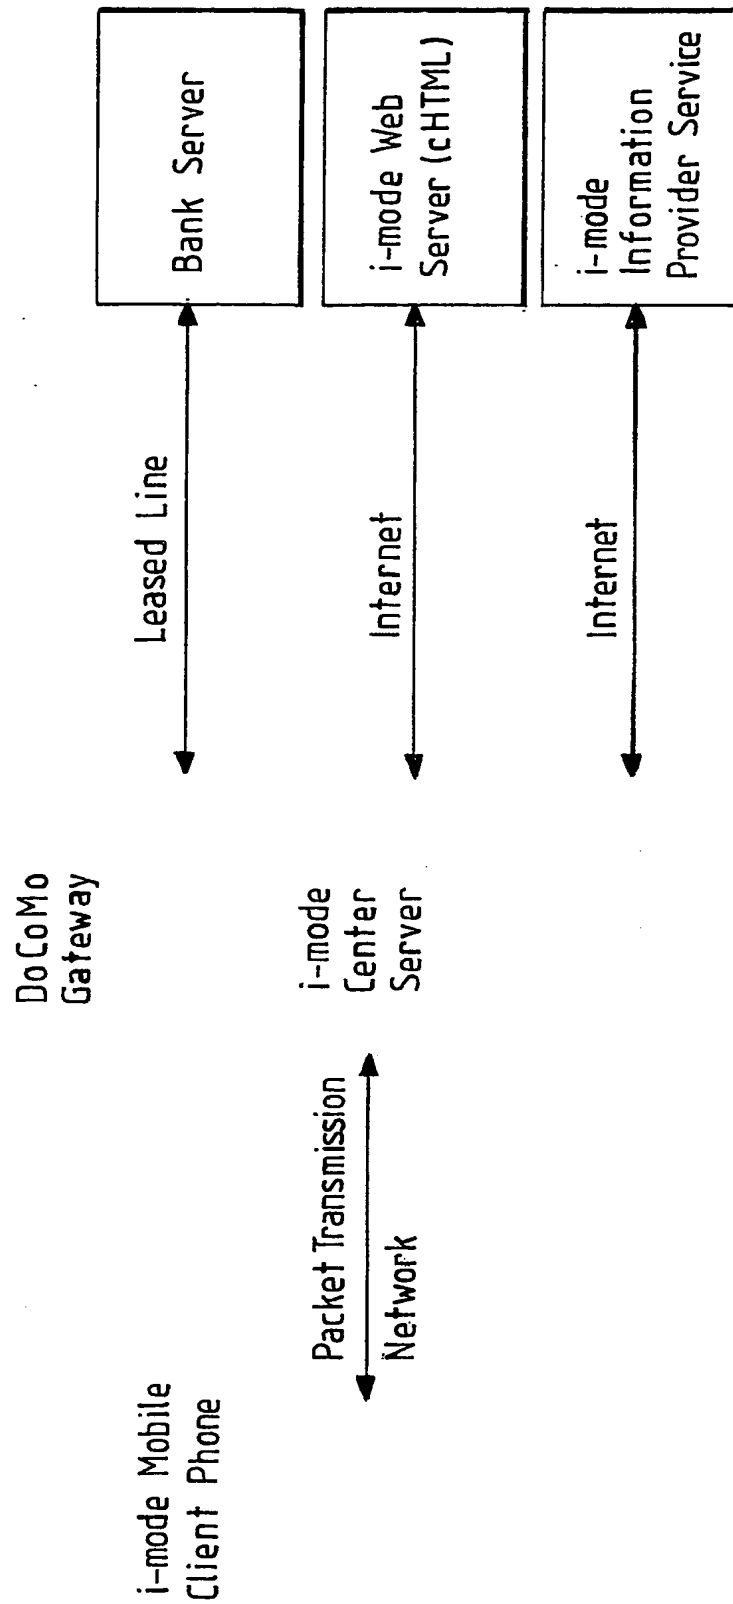 DoCoMo
Gateway
i-mode Mobile
Client Phone
Packet Transmission
Network
i-mode
Center
Server
Leased Line
Internet
Internet
Bank Server
i-mode Web
Server (cHTML)
i-mode
Information
Provider Service